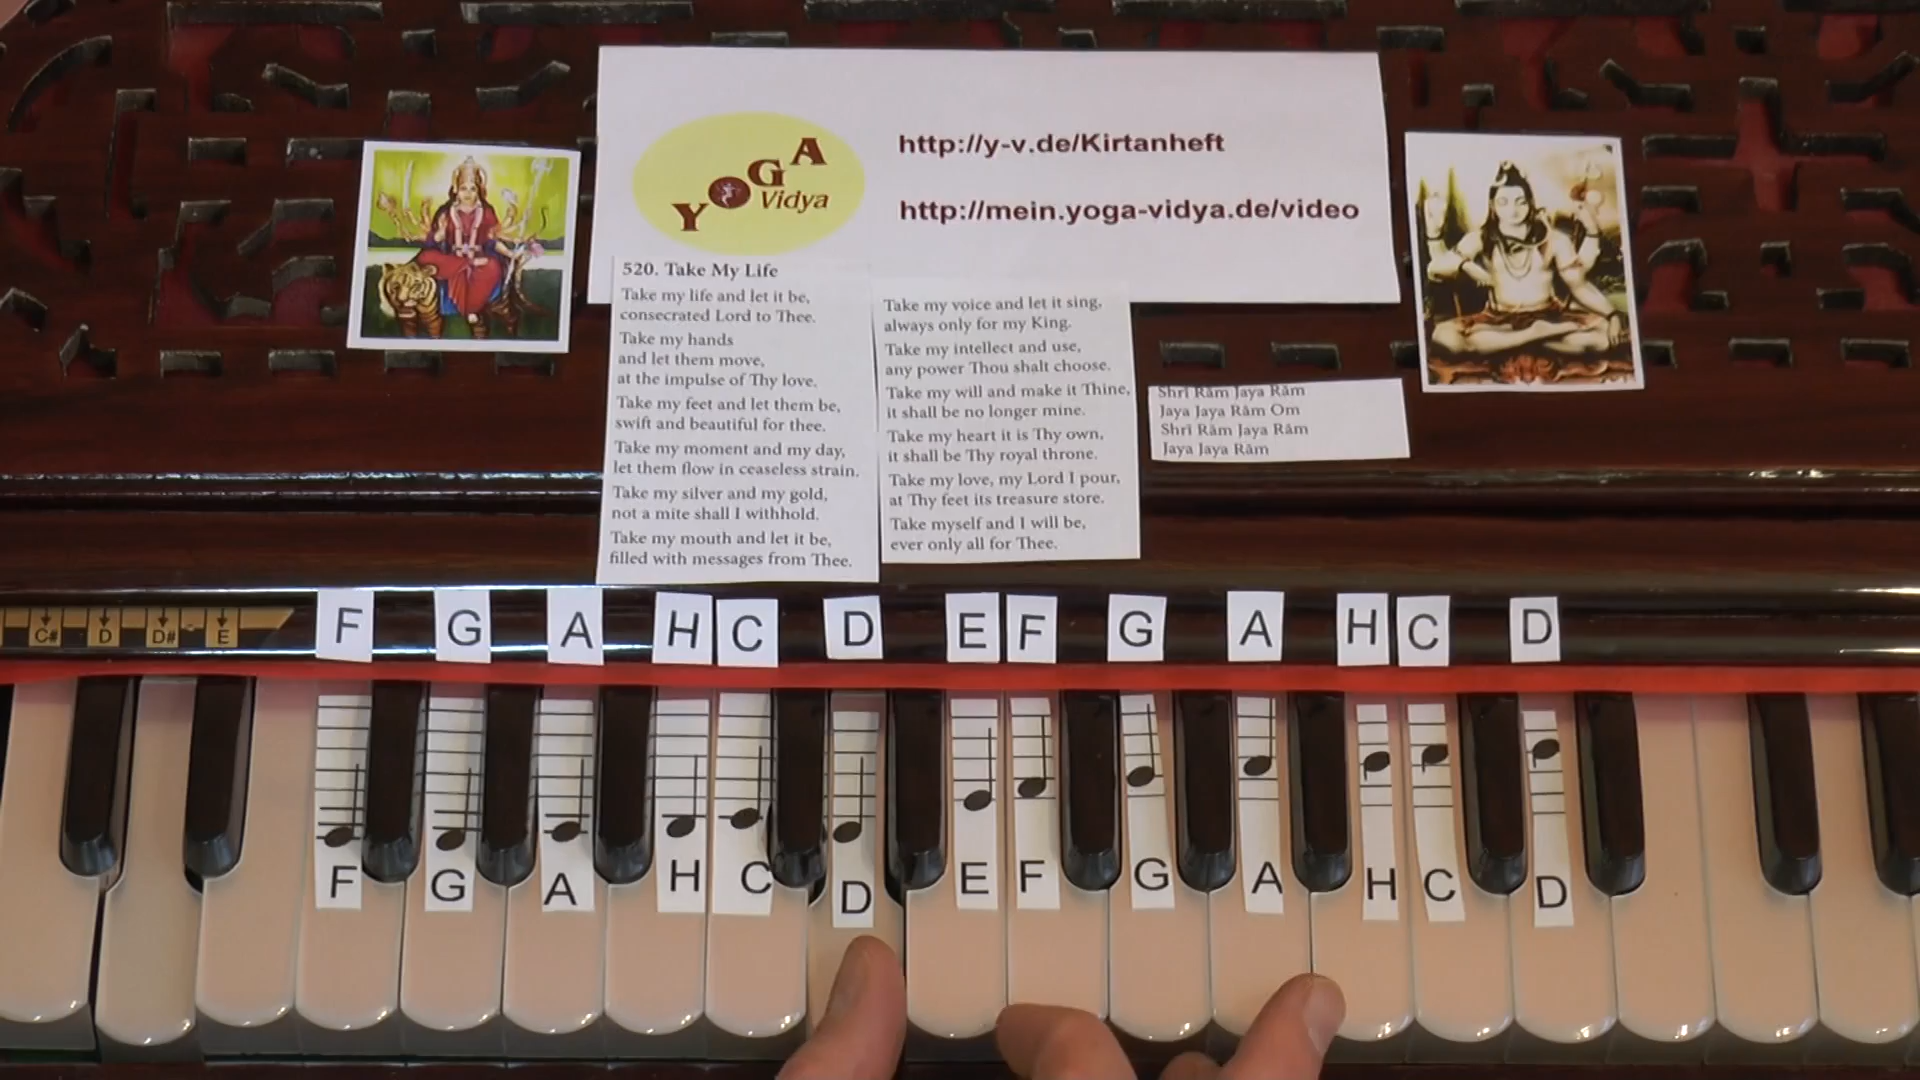 YOGA
Vidya
http://y-v.de/Kirtanheft
http://mein.yoga-vidya.de/video
520. Take My Life
Take my life and let it be,
consecrated Lord to Thee.
Take my hands
and let them move,
at the impulse of Thy love.
Take my feet and let them be,
swift and beautiful for thee.
Take my moment and my day,
let them flow in ceaseless strain.
Take my silver and my gold,
not a mite shall I withhold.
Take my mouth and let it be,
filled with messages from Thee.
Take my voice and let it sing,
always only for my King.
Take my intellect and use,
any power Thou shalt choose.
Take my will and make it Thine,
it shall be no longer mine.
Take my heart it is Thy own,
it shall be Thy royal throne.
Take my love, my Lord I pour,
at Thy feet its treasure store.
Take myself and I will be,
ever only all for Thee.
Shrī Rām Jaya Rām
Jaya Jaya Rām Om
Shrī Rām Jaya Rām
Jaya Jaya Rām
C# D D# E
F G A H C D E F G A H C D
F G A H C D E F G A H C D